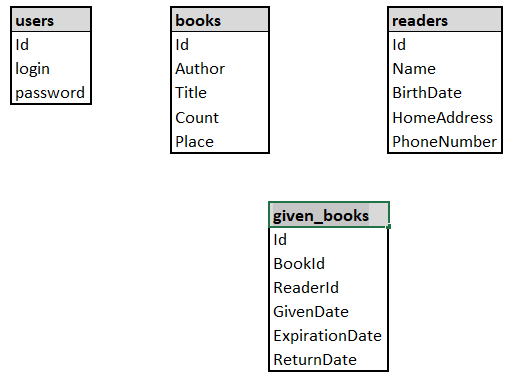 users
Id
login
password
books
Id
Author
Title
Count
Place
readers
Id
Name
BirthDate
HomeAddress
PhoneNumber
given_books
Id
BookId
ReaderId
GivenDate
ExpirationDate
ReturnDate